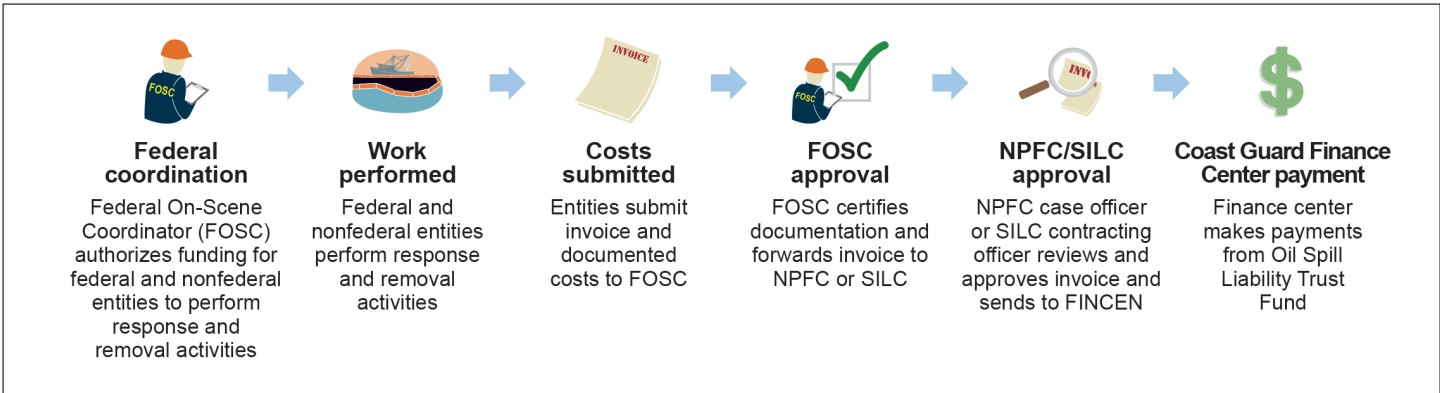 FOSC
INVOICE
FOSC
INVO
Federal
coordination
Federal On-Scene
Coordinator (FOSC)
authorizes funding for
federal and nonfederal
entities to perform
response and
removal activities
Work
performed
Federal and
nonfederal entities
perform response
and removal
activities
Costs
submitted
Entities submit
invoice and
documented
costs to FOSC
FOSC
approval
FOSC certifies
documentation and
forwards invoice to
NPFC or SILC
NPFC/SILC
approval
NPFC case officer
or SILC contracting
officer reviews and
approves invoice and
sends to FINCEN
$
Coast Guard Finance
Center payment
Finance center
makes payments
from Oil Spill
Liability Trust
Fund